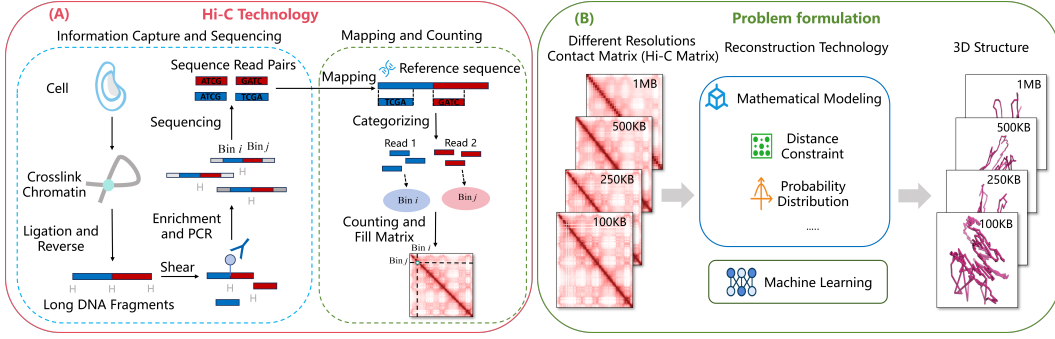 (A)
Hi-C Technology
Information Capture and Sequencing
Mapping and Counting
Cell
Sequence Read Pairs
ATCG
GATC
ATCG
TCGA
Sequencing
Bin i
Bin j
H
H
H
Crosslink
Chromatin
Ligation and
Reverse
Enrichment
and PCR
Shear
H
H
H
H
H
Long DNA Fragments
Mapping
Reference sequence
TCGA
GATC
Categorizing
Read 1
Read 2
Bin i
Bin j
Counting and
Fill Matrix
Bin i
Bin j
(B)
Problem formulation
Different Resolutions
Contact Matrix (Hi-C Matrix)
Reconstruction Technology
3D Structure
1MB
500KB
250KB
100KB
Mathematical Modeling
Distance
Constraint
Probability
Distribution
.....
Machine Learning
1MB
500KB
250KB
100KB